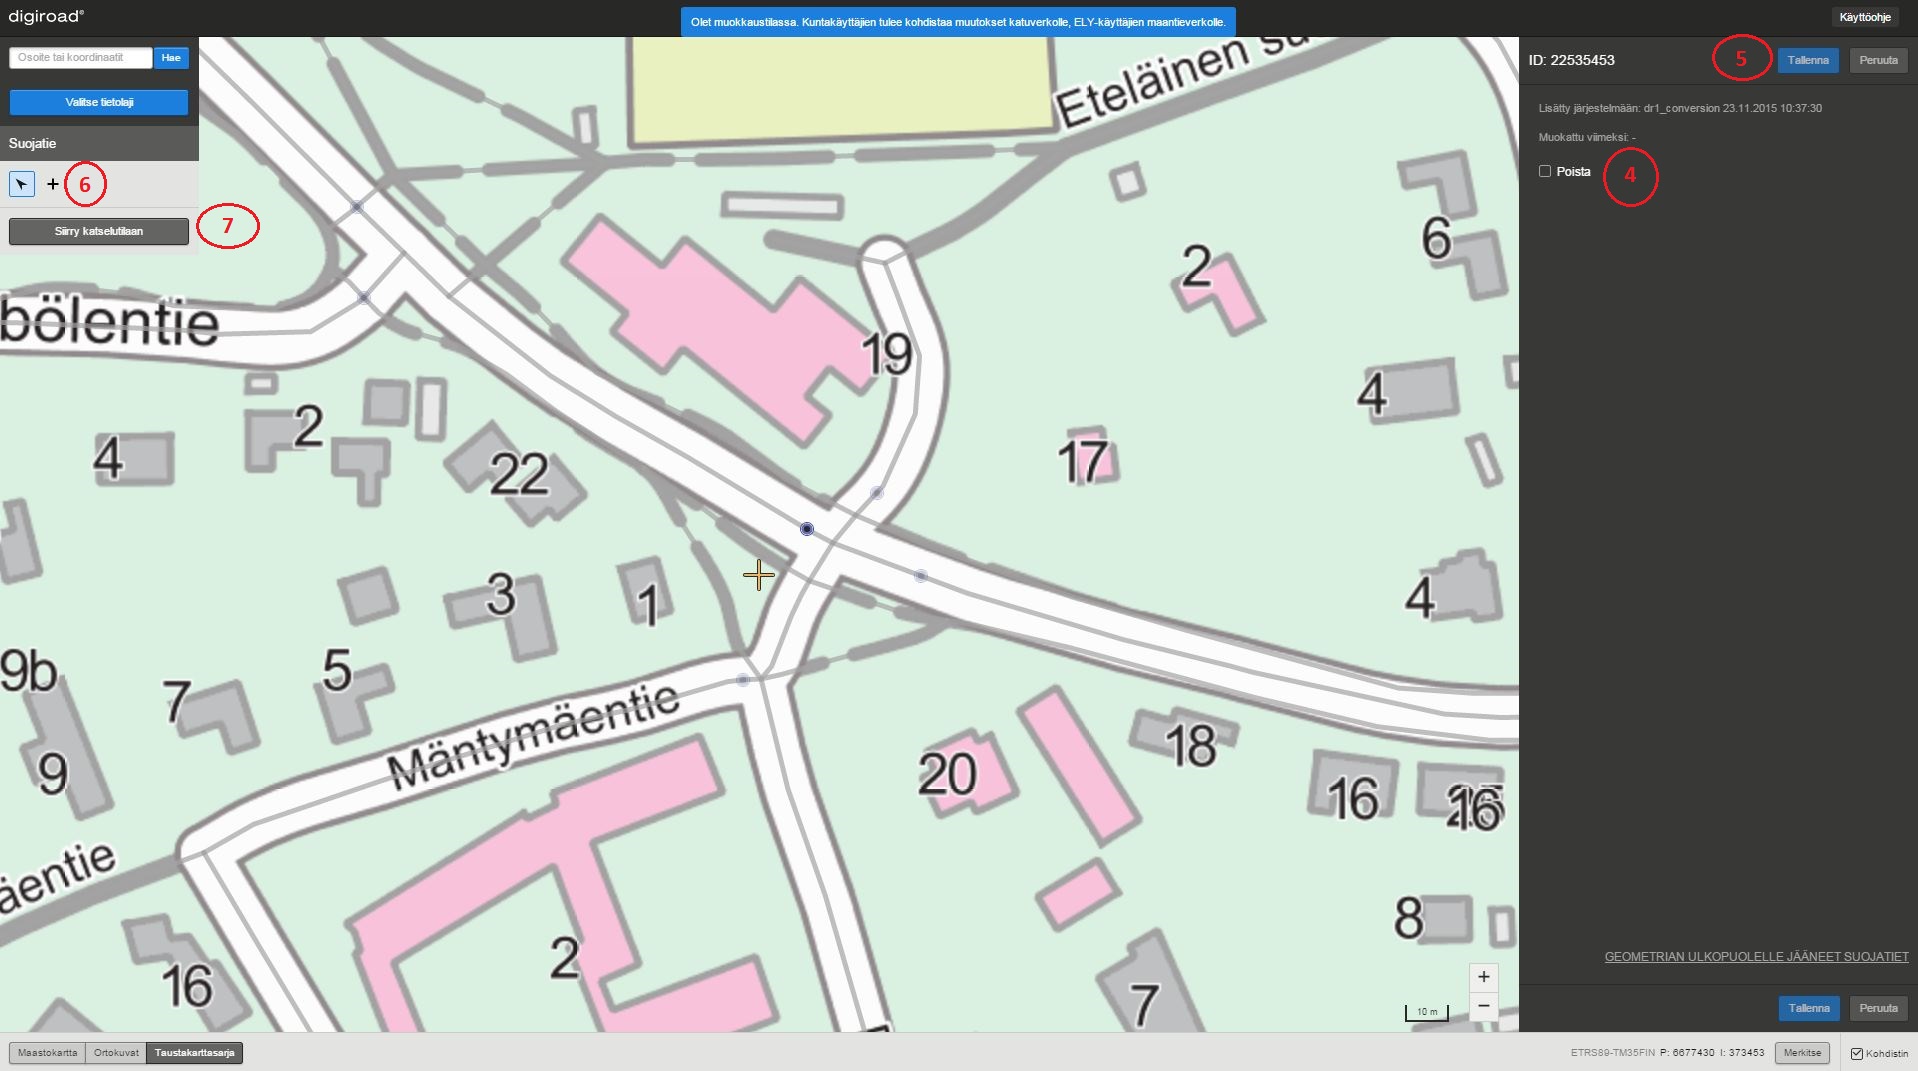 digiroad®
Olet muokkaustilassa. Kuntakäyttäjien tulee kohdistaa muutokset katuverkolle, ELY-käyttäjien maantieverkolle.
Käyttöohje
Osoite tai koordinaatit
Hae
Valitse tietolaji
Suojatie
+
6
Siirry katselutilaan
7
ID: 22535453
5
Tallenna
Peruuta
Lisätty järjestelmään: dr1_conversion 23.11.2015 10:37:30
Muokattu viimeksi: -
Poista
4
Eteläinen
6
2
bölentie
19
4
2
4
22
17
3
1
4
9b
5
7
Mäntymäentie
9
18
20
16
16
äentie
8
2
16
7
GEOMETRIAN ULKOPUOLELLE JÄÄNEET SUOJATIET
+
−
10 m
Tallenna
Peruuta
Maastokartta
Ortokuvat
Taustakarttasarja
ETRS89-TM35FIN P: 6677430 I: 373453
Merkitse
Kohdistin